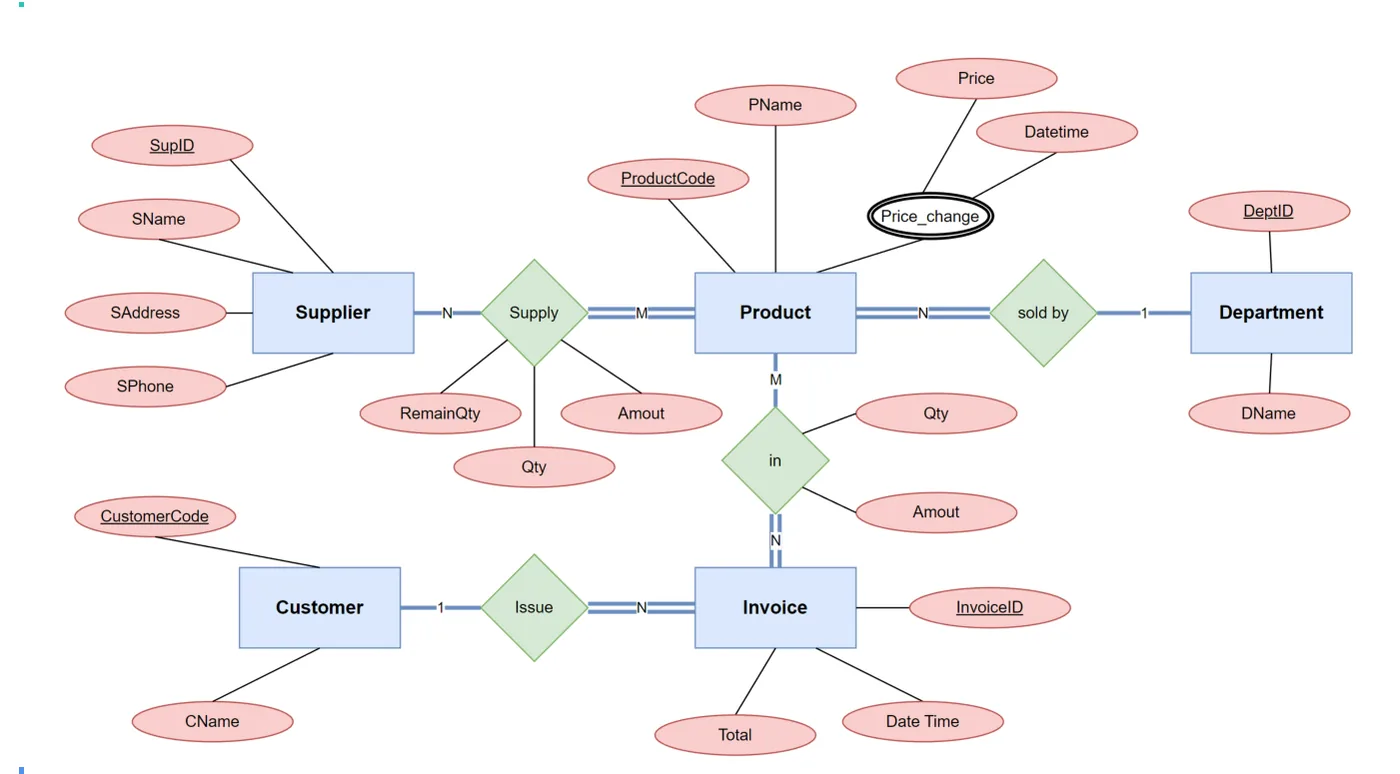 Price
PName
Datetime
SupID
ProductCode
Price_change
SName
DeptID
Supplier
N
Supply
M
Product
N
sold by
1
Department
SAddress
SPhone
M
RemainQty
Amout
Qty
DName
Qty
in
CustomerCode
Amout
N
Customer
1
Issue
N
Invoice
InvoiceID
CName
Total
Date Time